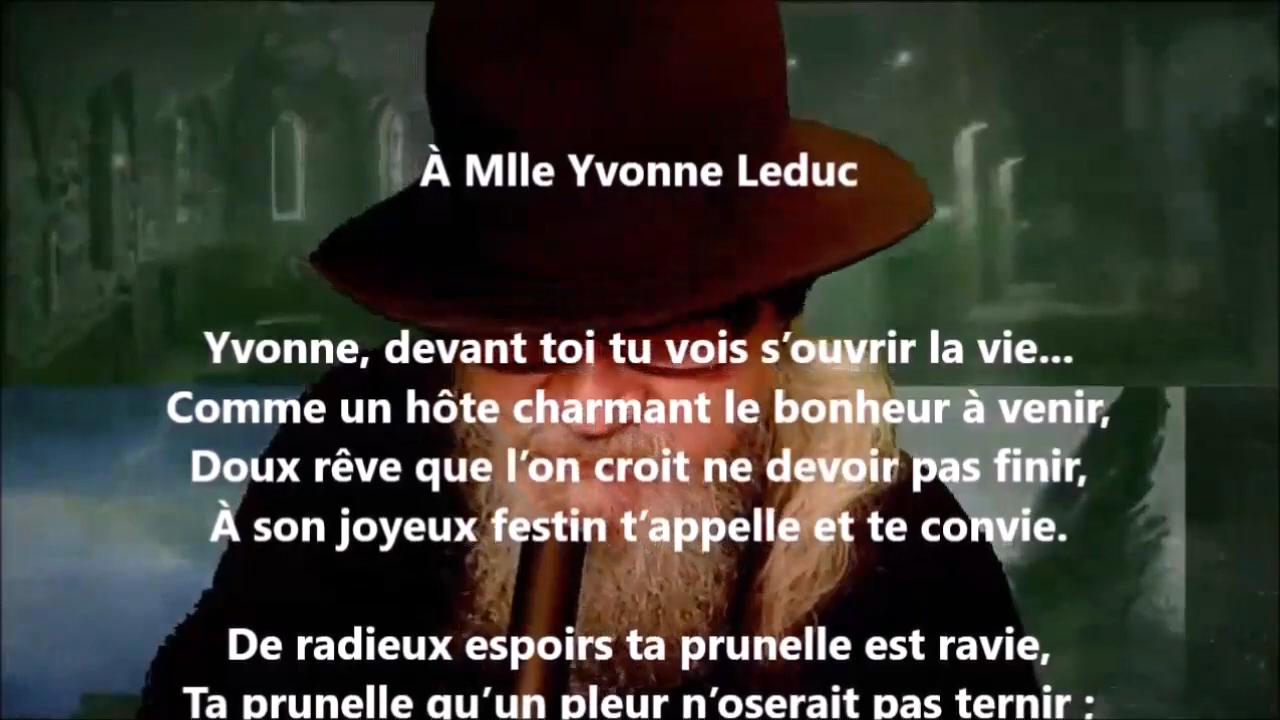 À Mlle Yvonne Leduc
Yvonne, devant toi tu vois s’ouvrir la vie...
Comme un hôte charmant le bonheur à venir,
Doux rêve que l’on croit ne devoir pas finir,
À son joyeux festin t’appelle et te convie.
De radieux espoirs ta prunelle est ravie,
Ta prunelle qu’un pleur n’oserait pas ternir ;